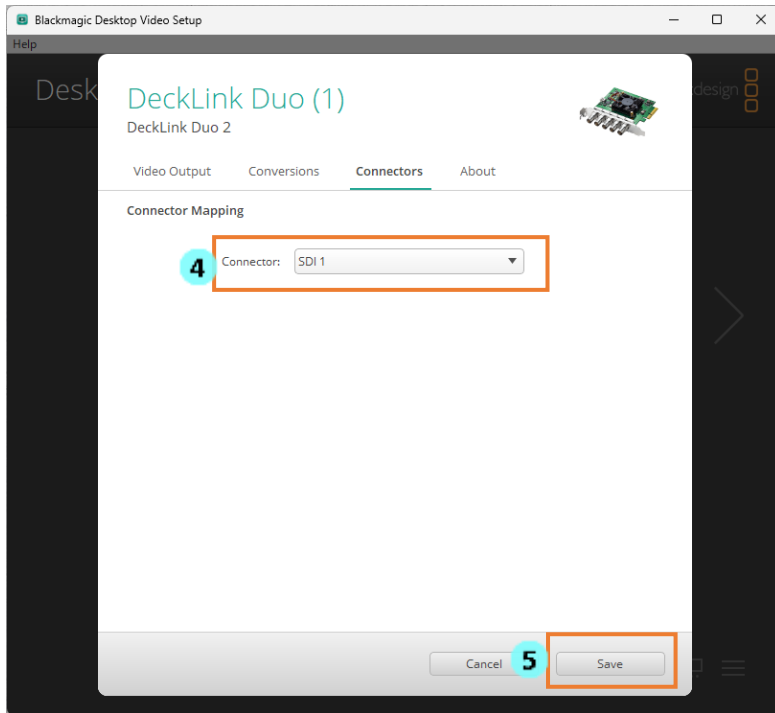 Blackmagic Desktop Video Setup
Help
Desk
design
DeckLink Duo (1)
DeckLink Duo 2
Video Output Conversions Connectors About
Connector Mapping
4 Connector: SDI 1
Cancel 5 Save